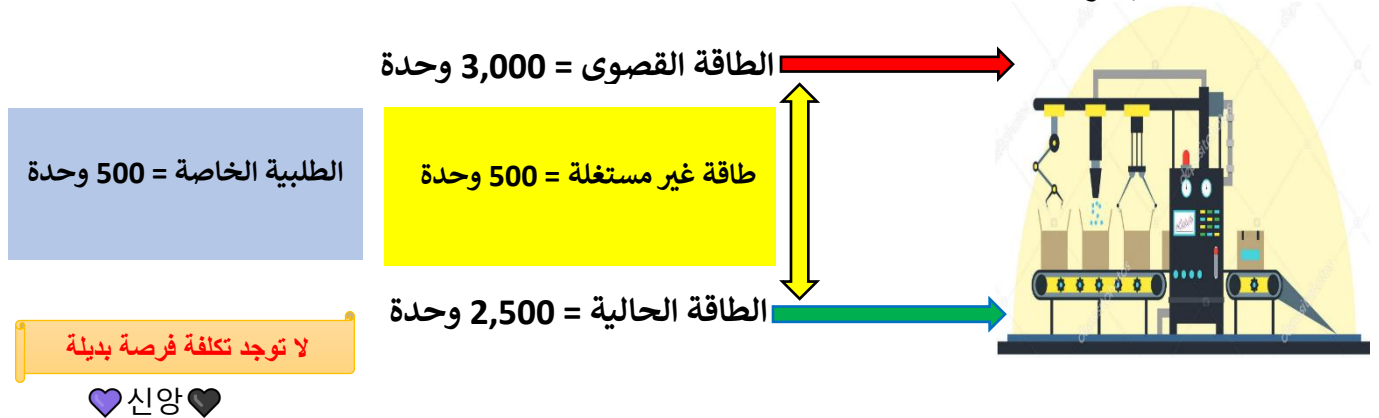 الطاقة القصوى = 3,000 وحدة
الطلبية الخاصة = 500 وحدة
طاقة غير مستغلة = 500 وحدة
الطاقة الحالية = 2,500 وحدة
لا توجد تكلفة فرصة بديلة
💜신앙🖤